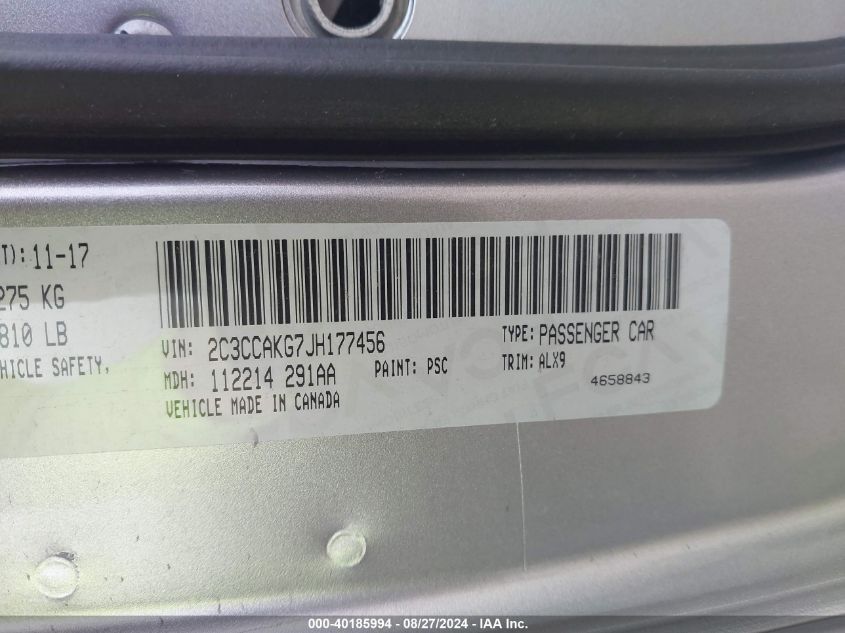 T): 11-17
275 KG
810 LB
HICLE SAFETY,
VIN: 2C3CCAKG7JH177456
TYPE: PASSENGER CAR
MDH: 112214 291AA
PAINT: PSC
TRIM: ALX9
VEHICLE MADE IN CANADA
4658843
000-40185994 - 08/27/2024 - IAA Inc.